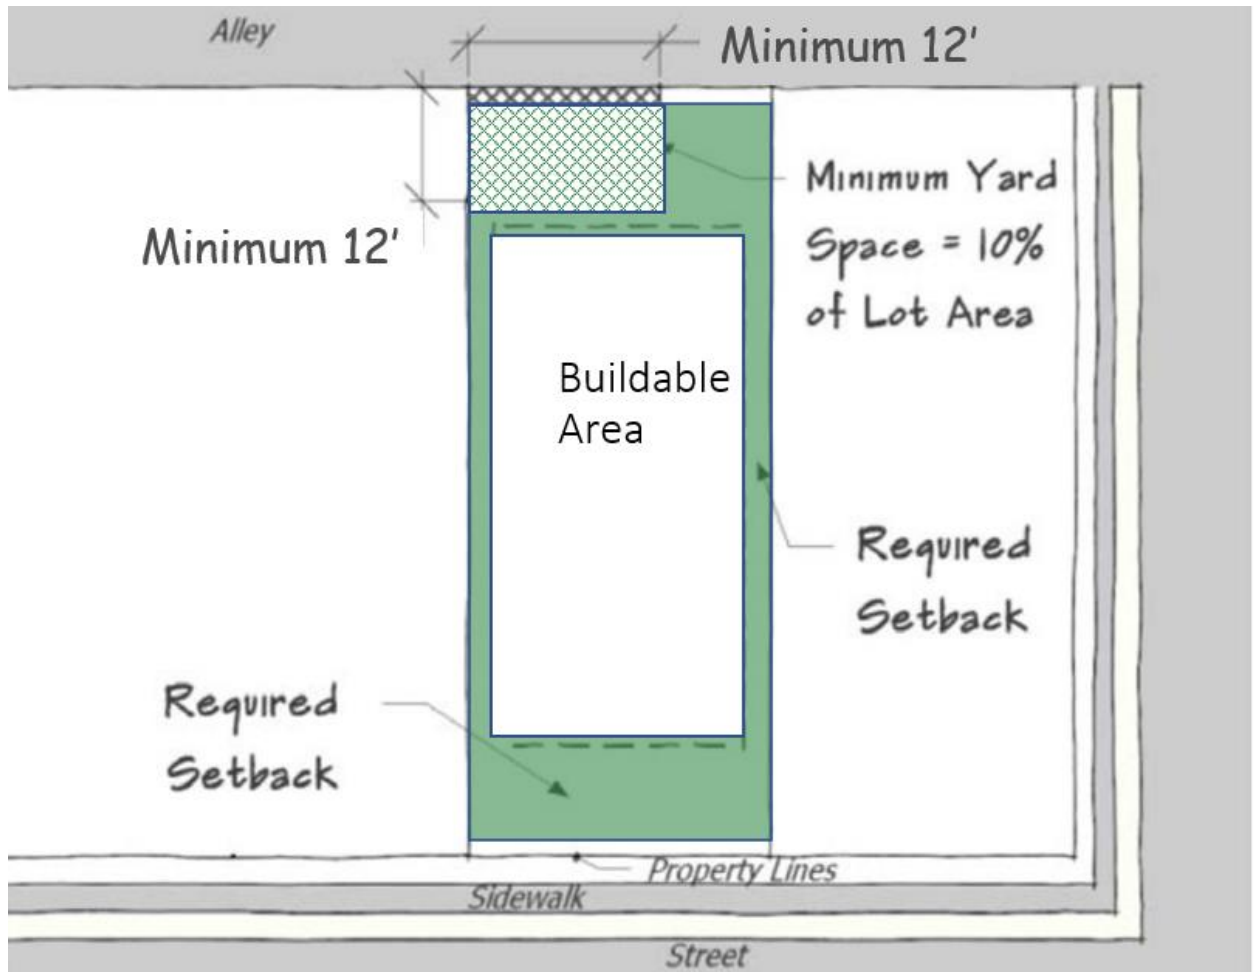 Alley
Minimum 12'
Minimum Yard
Space = 10%
of Lot Area
Minimum 12'
Buildable
Area
Required
Setback
Required
Setback
Property Lines
Sidewalk
Street